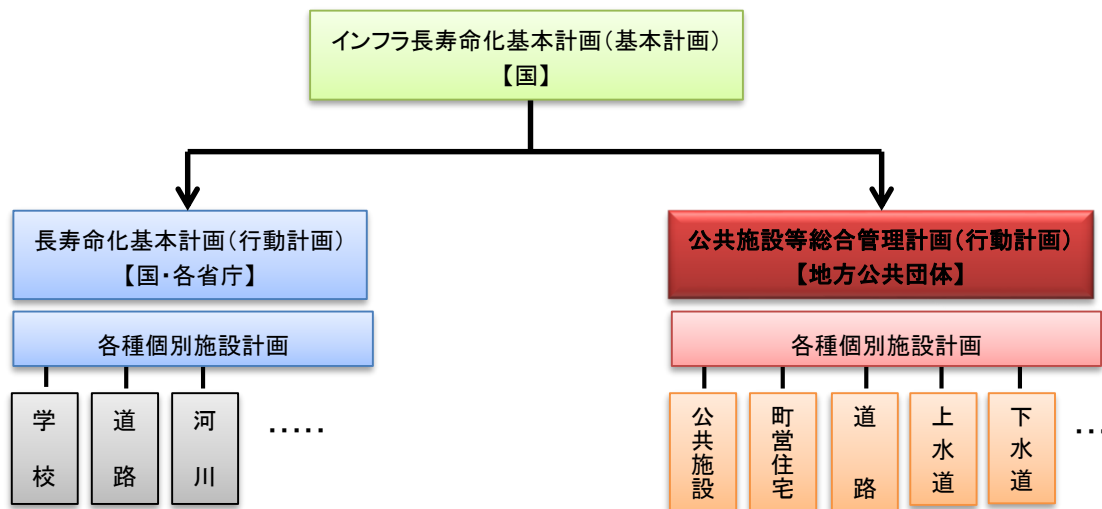 インフラ長寿命化基本計画(基本計画)
【国】
長寿命化基本計画(行動計画)
【国・各省庁】
各種個別施設計画
学校
道路
河川
‥‥‥
公共施設等総合管理計画(行動計画)
【地方公共団体】
各種個別施設計画
公共施設
町営住宅
道路
上水道
下水道
…